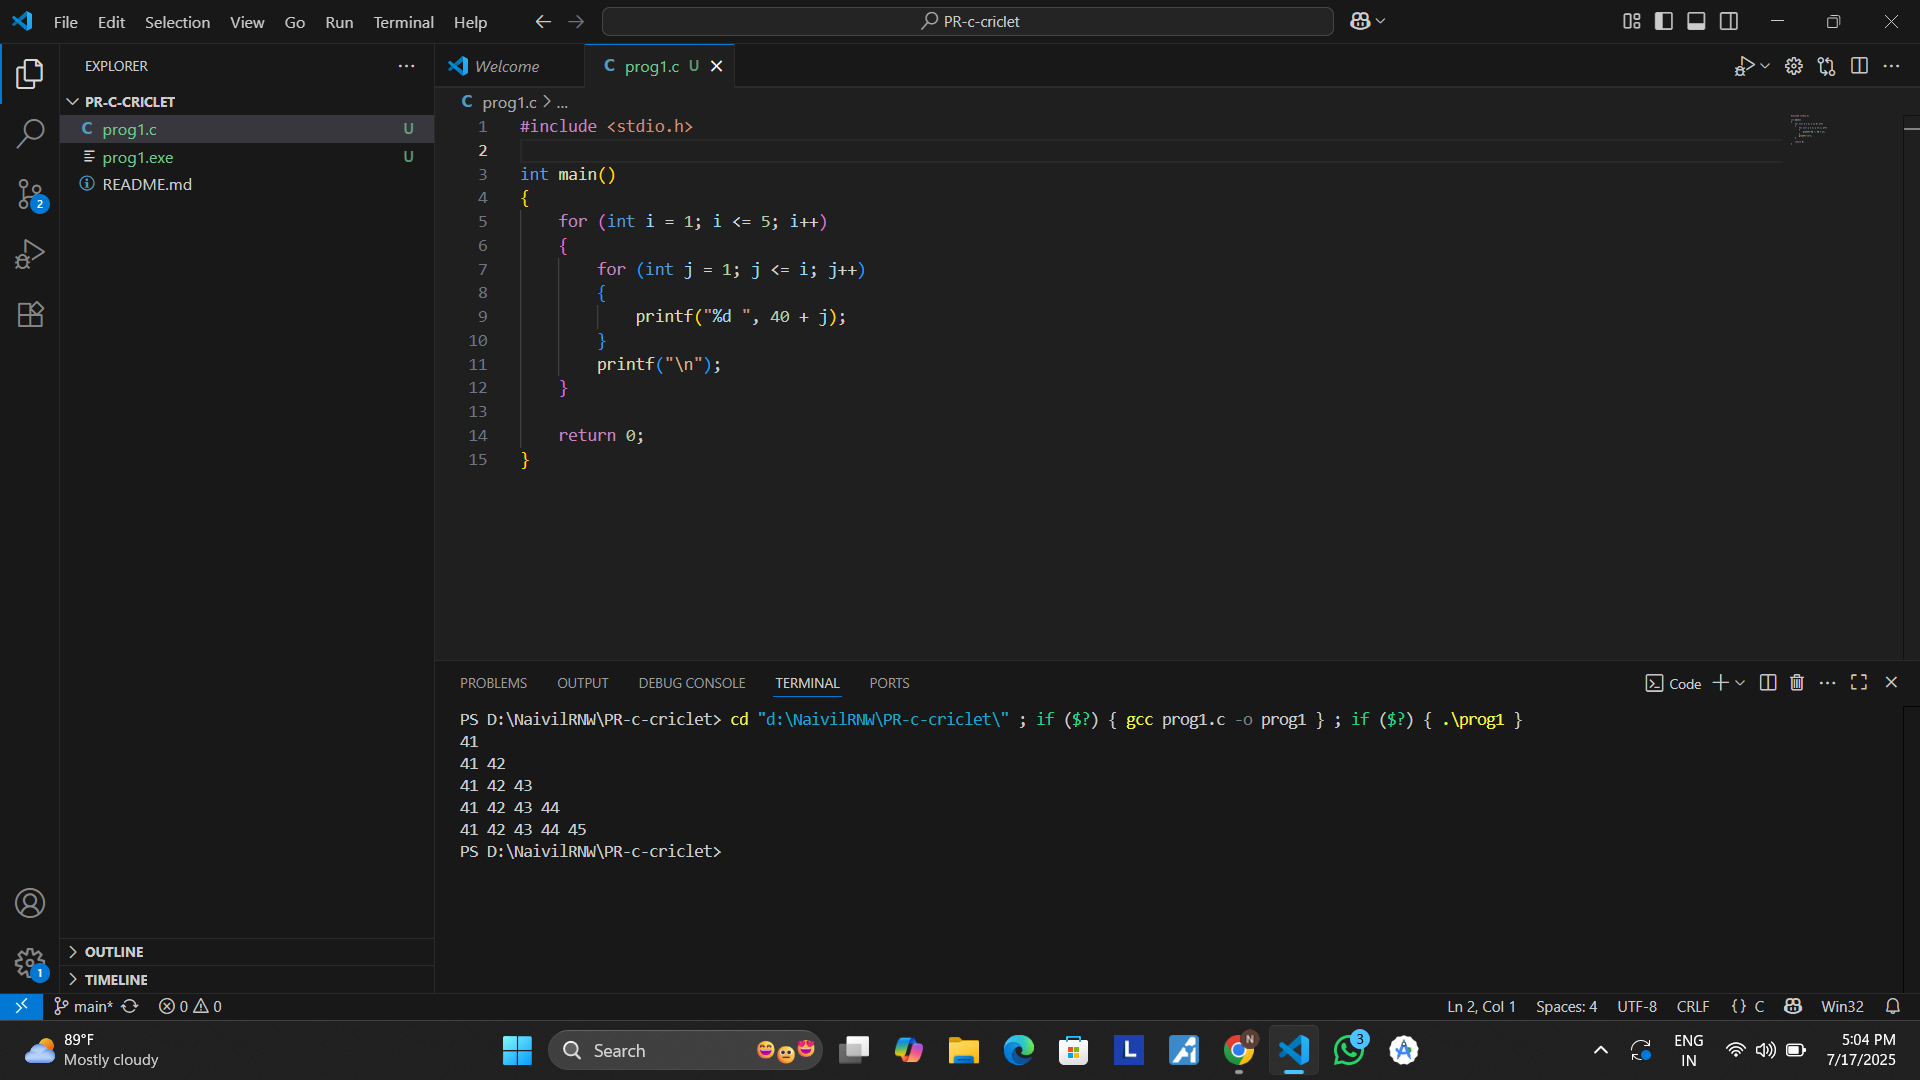 File Edit Selection View Go Run Terminal Help
PR-c-criclet
EXPLORER
PR-C-CRICLET
C prog1.c U
prog1.exe U
README.md
OUTLINE
TIMELINE
Welcome
C prog1.c U
C prog1.c > ...
1 #include <stdio.h>
2
3 int main()
4 {
5 for (int i = 1; i <= 5; i++)
6 {
7 for (int j = 1; j <= i; j++)
8 {
9 printf("%d ", 40 + j);
10 }
11 printf("\n");
12 }
13
14 return 0;
15 }
PROBLEMS OUTPUT DEBUG CONSOLE TERMINAL PORTS
Code
PS D:\NaivilRNW\PR-c-criclet> cd "d:\NaivilRNW\PR-c-criclet\" ; if ($?) { gcc prog1.c -o prog1 } ; if ($?) { .\prog1 }
41
41 42
41 42 43
41 42 43 44
41 42 43 44 45
PS D:\NaivilRNW\PR-c-criclet>
2
1
main* 0 0
Ln 2, Col 1 Spaces: 4 UTF-8 CRLF {} C Win32
89°F
Mostly cloudy
Search
L
N
3
ENG
IN
5:04 PM
7/17/2025